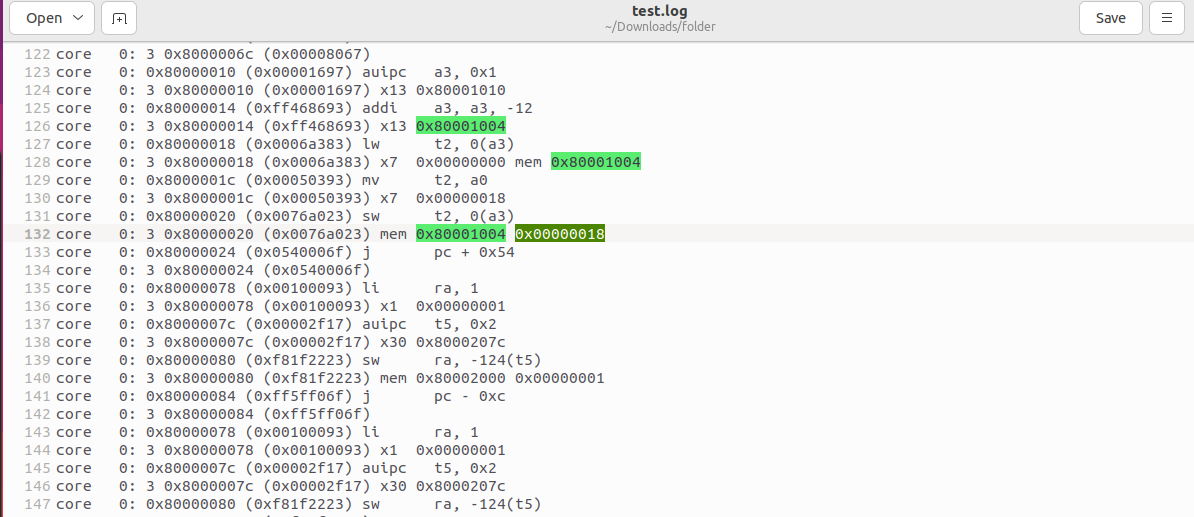 Open
test.log
~/Downloads/folder
Save
122 core 0: 3 0x8000006c (0x00008067)
123 core 0: 0x80000010 (0x00001697) auipc a3, 0x1
124 core 0: 3 0x80000010 (0x00001697) x13 0x80001010
125 core 0: 0x80000014 (0xff468693) addi a3, a3, -12
126 core 0: 3 0x80000014 (0xff468693) x13 0x80001004
127 core 0: 0x80000018 (0x0006a383) lw t2, 0(a3)
128 core 0: 3 0x80000018 (0x0006a383) x7 0x00000000 mem 0x80001004
129 core 0: 0x8000001c (0x00050393) mv t2, a0
130 core 0: 3 0x8000001c (0x00050393) x7 0x00000018
131 core 0: 0x80000020 (0x0076a023) sw t2, 0(a3)
132 core 0: 3 0x80000020 (0x0076a023) mem 0x80001004 0x00000018
133 core 0: 0x80000024 (0x0540006f) j pc + 0x54
134 core 0: 3 0x80000024 (0x0540006f)
135 core 0: 0x80000078 (0x00100093) li ra, 1
136 core 0: 3 0x80000078 (0x00100093) x1 0x00000001
137 core 0: 0x8000007c (0x00002f17) auipc t5, 0x2
138 core 0: 3 0x8000007c (0x00002f17) x30 0x8000207c
139 core 0: 0x80000080 (0xf81f2223) sw ra, -124(t5)
140 core 0: 3 0x80000080 (0xf81f2223) mem 0x80002000 0x00000001
141 core 0: 0x80000084 (0xff5ff06f) j pc - 0xc
142 core 0: 3 0x80000084 (0xff5ff06f)
143 core 0: 0x80000078 (0x00100093) li ra, 1
144 core 0: 3 0x80000078 (0x00100093) x1 0x00000001
145 core 0: 0x8000007c (0x00002f17) auipc t5, 0x2
146 core 0: 3 0x8000007c (0x00002f17) x30 0x8000207c
147 core 0: 0x80000080 (0xf81f2223) sw ra, -124(t5)